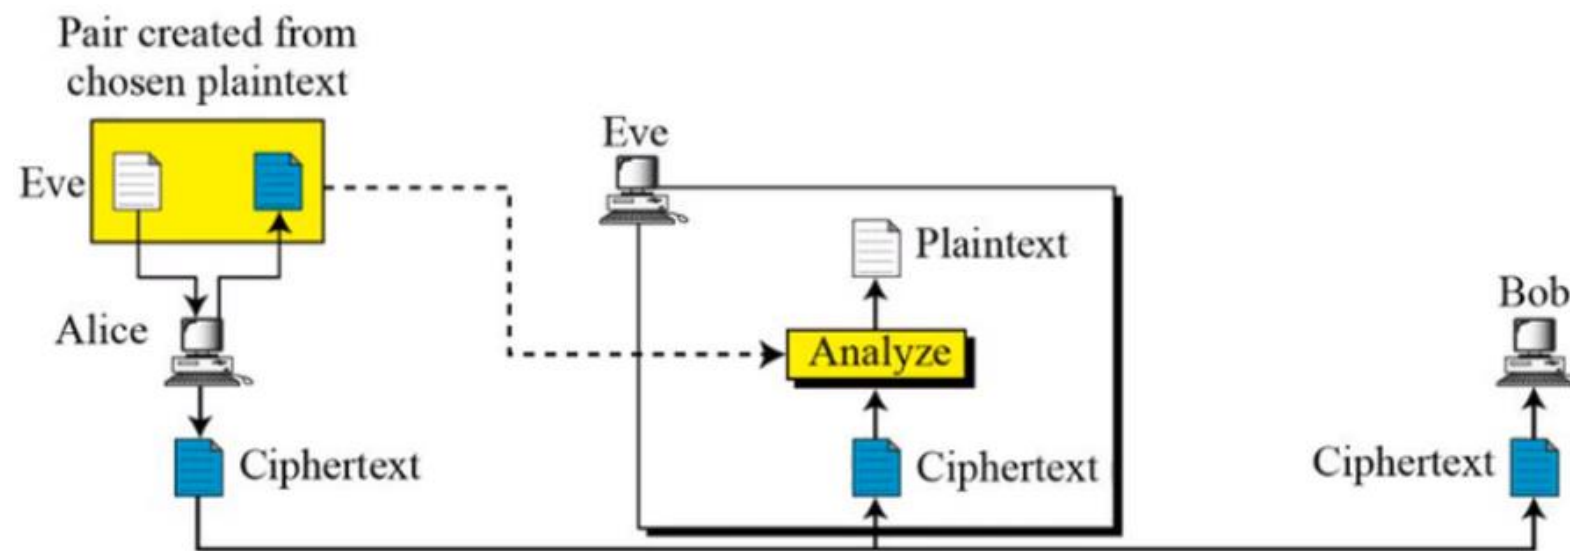 Pair created from
chosen plaintext
Eve
Eve
Plaintext
Alice
Analyze
Bob
Ciphertext
Ciphertext
Ciphertext